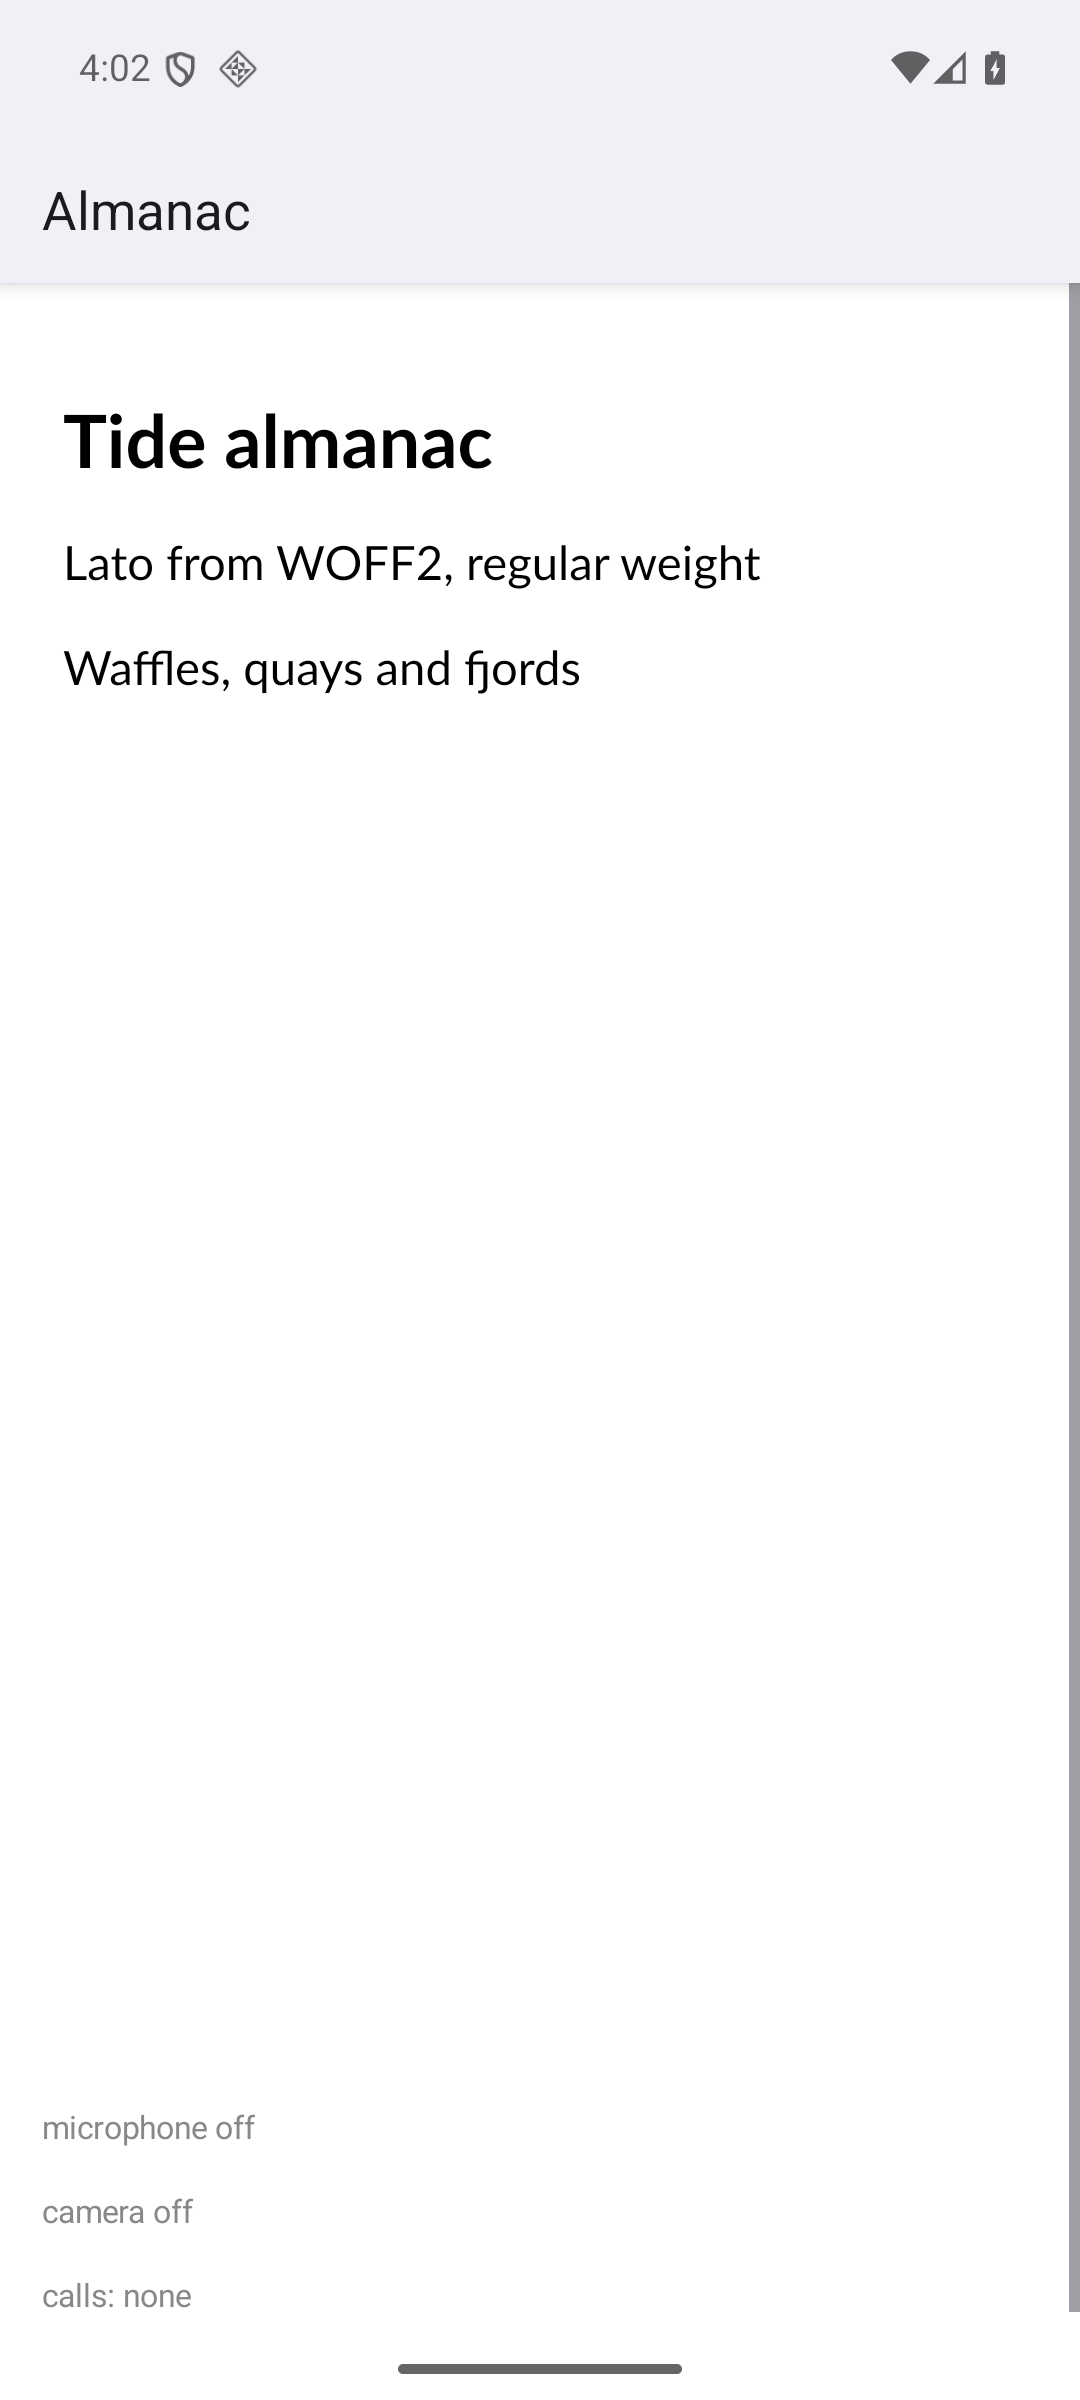 4:02
Almanac
Tide almanac
Lato from WOFF2, regular weight
Waffles, quays and fjords
microphone off
camera off
calls: none